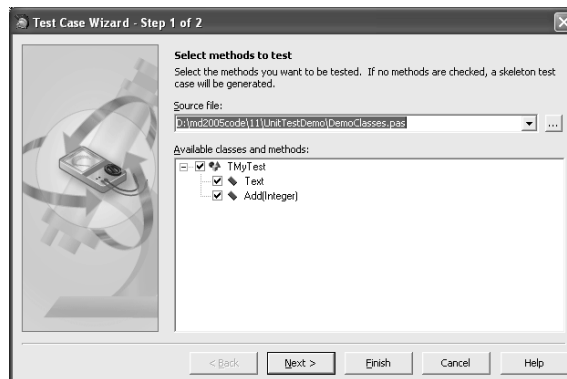 Test Case Wizard - Step 1 of 2
Select methods to test
Select the methods you want to be tested. If no methods are checked, a skeleton test
case will be generated.
Source file:
D:\md2005code\11\UnitTestDemo\DemoClasses.pas
...
Available classes and methods:
TMyTest
Text
Add(Integer)
< Back
Next >
Finish
Cancel
Help